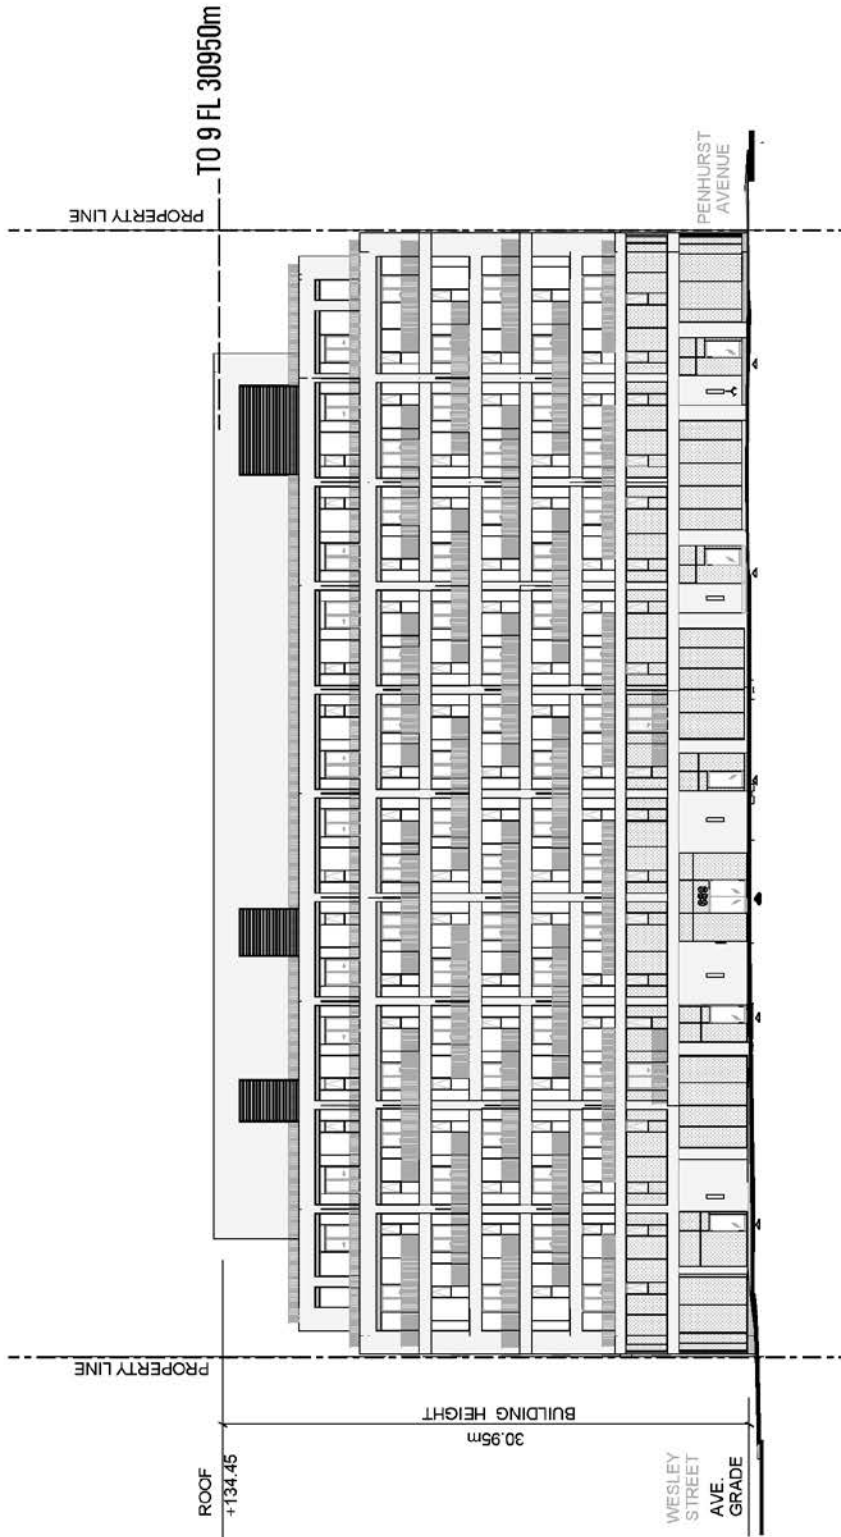 TO 9 FL 30950m
PROPERTY LINE
PROPERTY LINE
ROOF
+134.45
BUILDING HEIGHT
30.95m
WESLEY
STREET
AVE.
GRADE
PENHURST
AVENUE